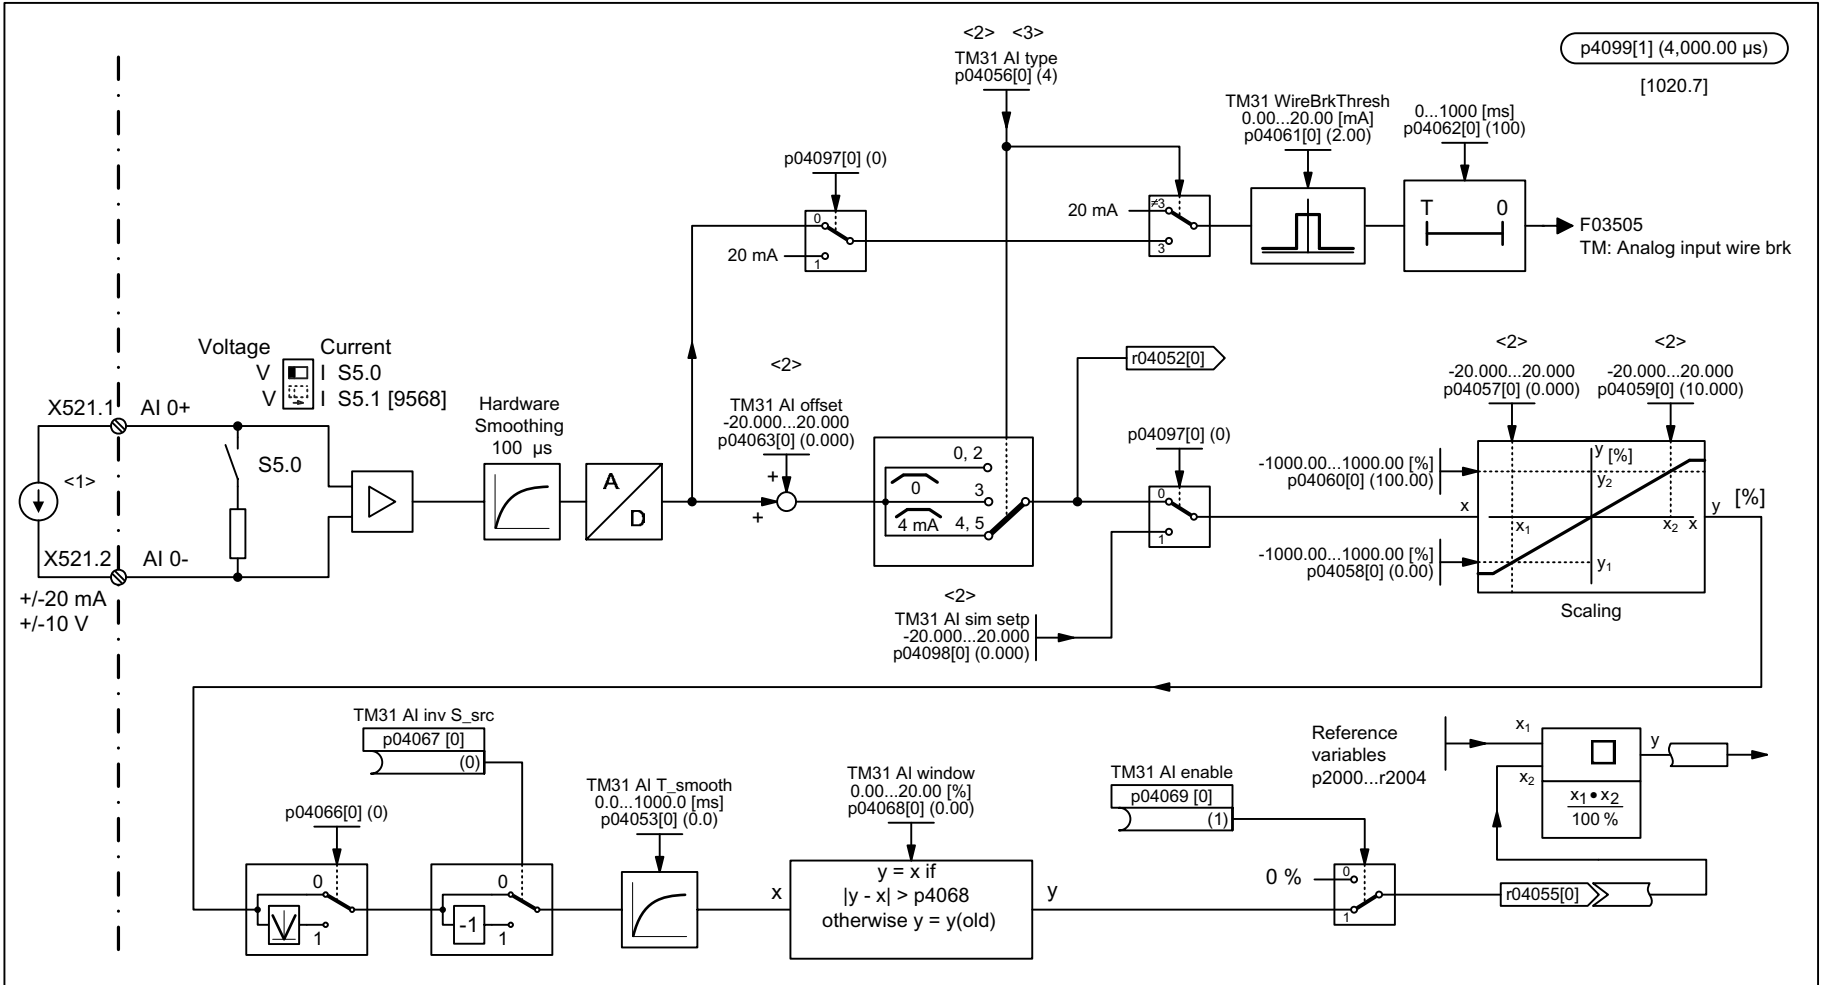 <2> <3>
TM31 AI type
p04056[0] (4)
p4099[1] (4,000.00 µs)
[1020.7]
TM31 WireBrkThresh
0.00...20.00 [mA]
p04061[0] (2.00)
0...1000 [ms]
p04062[0] (100)
p04097[0] (0)
0
20 mA
1
20 mA
≠3
3
T 0
F03505
TM: Analog input wire brk
Voltage Current
V I S5.0
V I S5.1 [9568]
X521.1 AI 0+
S5.0
<1>
X521.2 AI 0-
+/-20 mA
+/-10 V
Hardware
Smoothing
100 µs
A
D
<2>
TM31 AI offset
-20.000...20.000
p04063[0] (0.000)
+
+
0, 2
0
3
4 mA 4, 5
r04052[0]
p04097[0] (0)
0
1
<2>
TM31 AI sim setp
-20.000...20.000
p04098[0] (0.000)
<2>
-20.000...20.000
p04057[0] (0.000)
<2>
-20.000...20.000
p04059[0] (10.000)
-1000.00...1000.00 [%]
p04060[0] (100.00)
-1000.00...1000.00 [%]
p04058[0] (0.00)
x
y [%]
y2
x1
x2 x
y1
y [%]
Scaling
TM31 AI inv S_src
p04067 [0]
(0)
p04066[0] (0)
0
1
0
-1
1
TM31 AI T_smooth
0.0...1000.0 [ms]
p04053[0] (0.0)
TM31 AI window
0.00...20.00 [%]
p04068[0] (0.00)
x
y = x if
|y - x| > p4068
otherwise y = y(old)
y
TM31 AI enable
p04069 [0]
(1)
0 %
0
1
r04055[0]
Reference
variables
p2000...r2004
x1
x2
y
x1 • x2
100 %